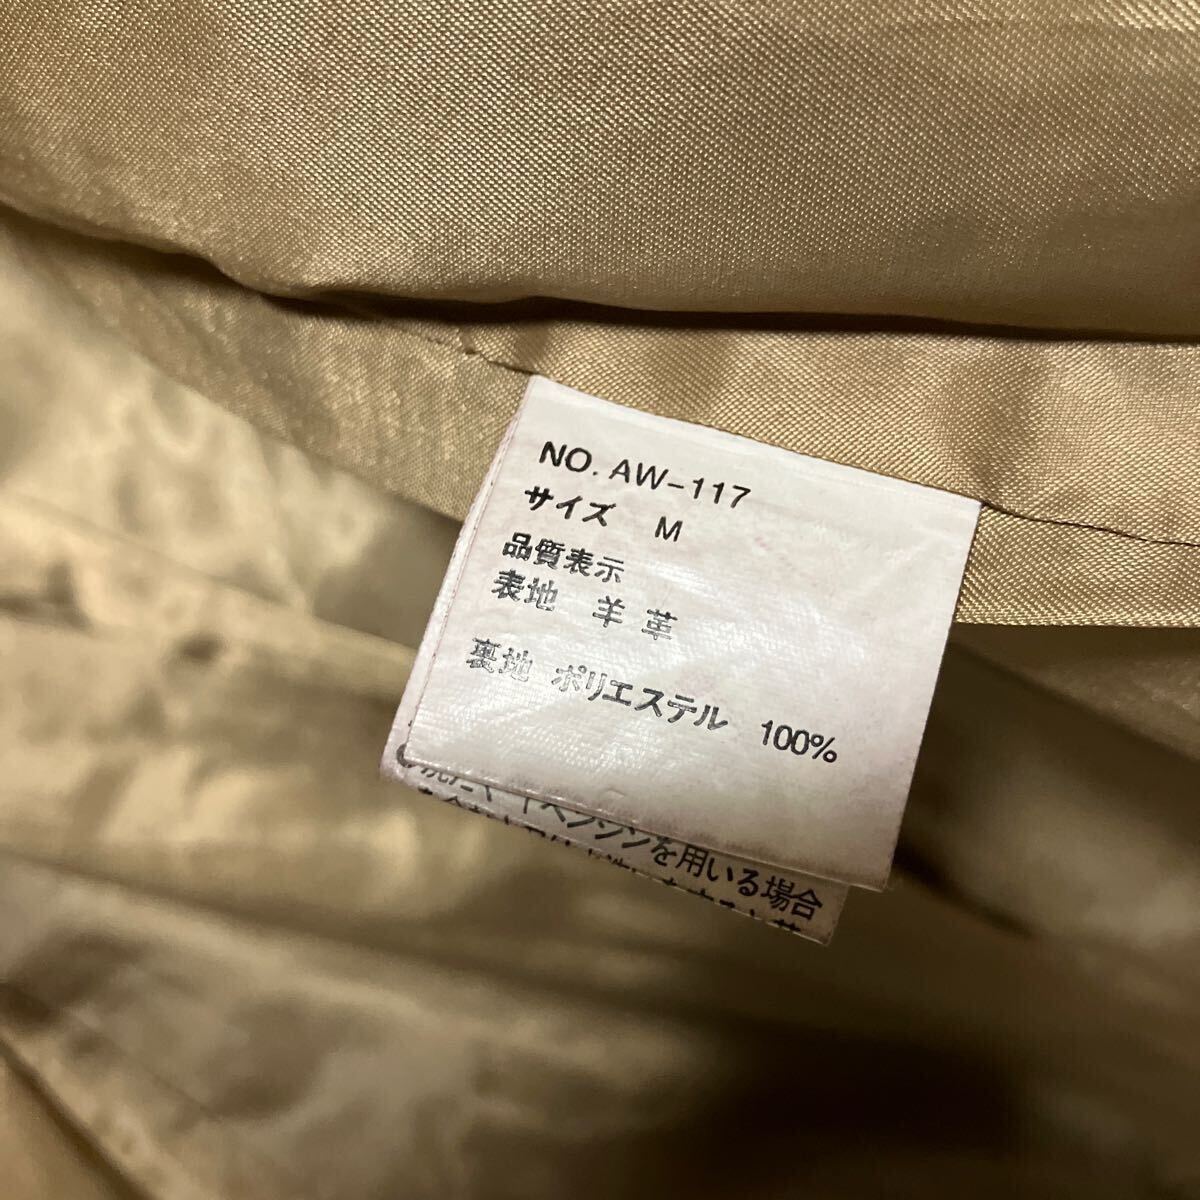 NO. AW-117
サイズ M
品質表示
表地 羊革
裏地 ポリエステル 100%
ベンジンを用いる場合